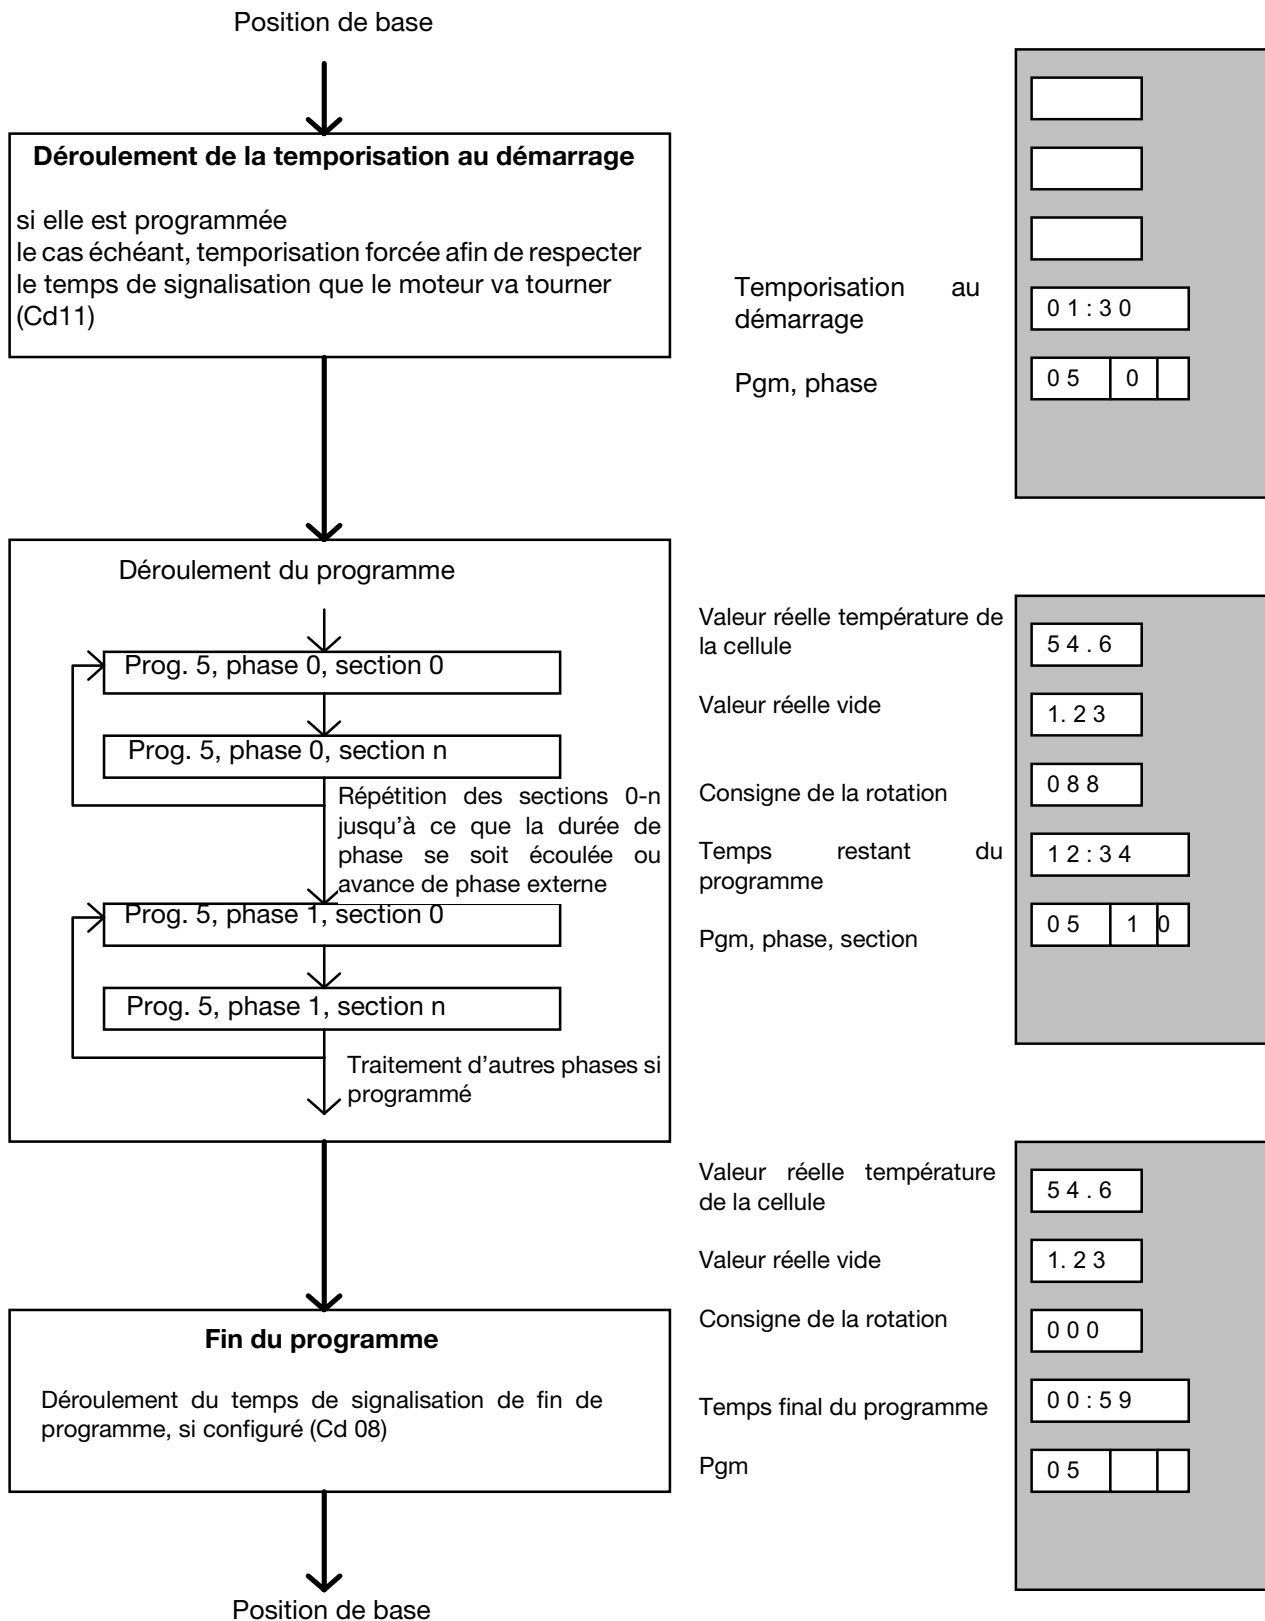 Position de base
Déroulement de la temporisation au démarrage
si elle est programmée
le cas échéant, temporisation forcée afin de respecter
le temps de signalisation que le moteur va tourner
(Cd11)
Temporisation au
démarrage
01:30
Pgm, phase
05 0
Déroulement du programme
Prog. 5, phase 0, section 0
Prog. 5, phase 0, section n
Répétition des sections 0-n
jusqu'à ce que la durée de
phase se soit écoulée ou
avance de phase externe
Prog. 5, phase 1, section 0
Prog. 5, phase 1, section n
Traitement d'autres phases si
programmé
Valeur réelle température de
la cellule
54.6
Valeur réelle vide
1.23
Consigne de la rotation
088
Temps restant du
programme
12:34
Pgm, phase, section
05 1 0
Fin du programme
Déroulement du temps de signalisation de fin de
programme, si configuré (Cd 08)
Valeur réelle température
de la cellule
54.6
Valeur réelle vide
1.23
Consigne de la rotation
000
Temps final du programme
00:59
Pgm
05
Position de base